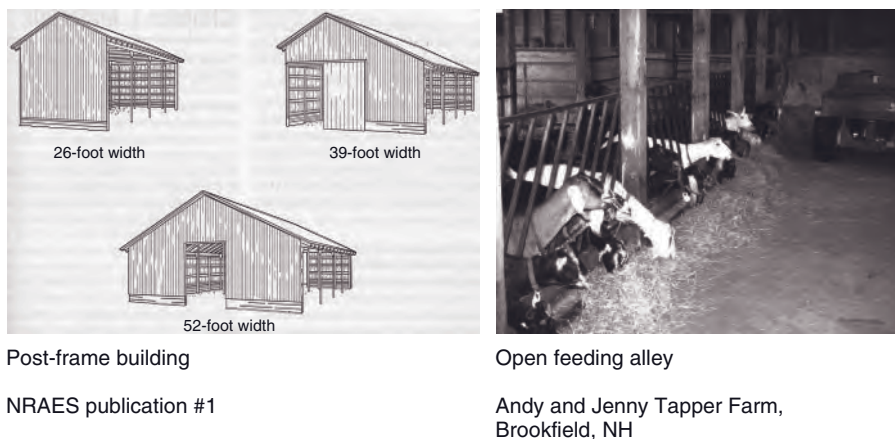 26-foot width
39-foot width
52-foot width
Post-frame building
NRAES publication #1
Open feeding alley
Andy and Jenny Tapper Farm,
Brookfield, NH